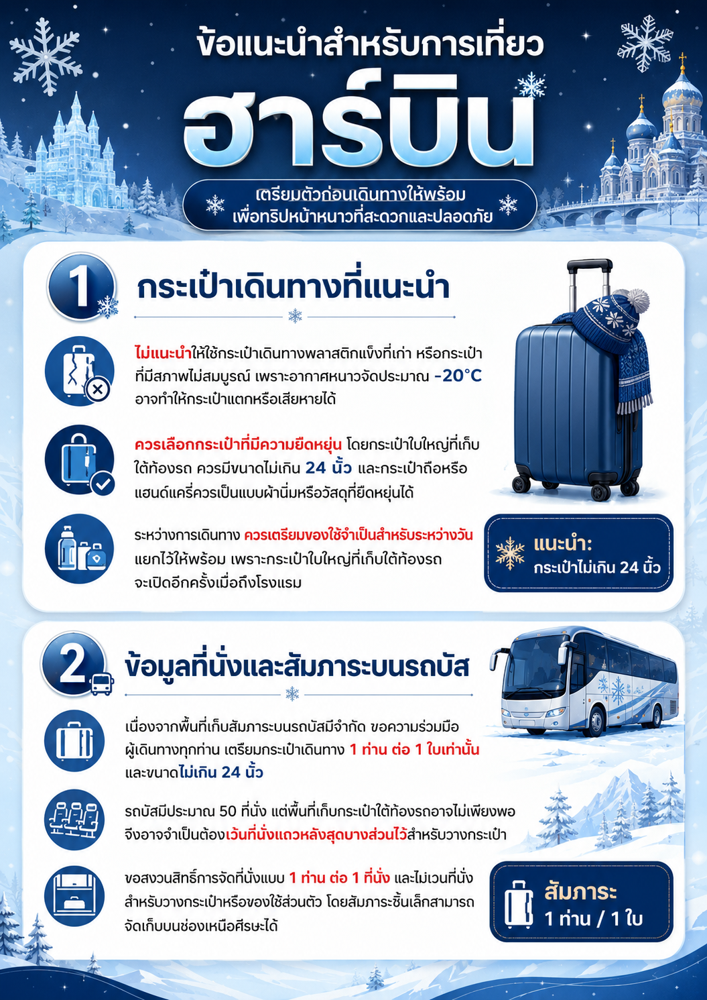 ข้อแนะนำสำหรับการเที่ยว
ฮาร์บิน
เตรียมตัวก่อนเดินทางให้พร้อม
เพื่อทริปหน้าหนาวที่สะดวกและปลอดภัย
1
กระเป๋าเดินทางที่แนะนำ
ไม่แนะนำให้ใช้กระเป๋าเดินทางพลาสติกแข็งที่เก่า หรือกระเป๋า
ที่มีสภาพไม่สมบูรณ์ เพราะอากาศหนาวจัดประมาณ -20°C
อาจทำให้กระเป๋าแตกหรือเสียหายได้
ควรเลือกกระเป๋าที่มีความยืดหยุ่น โดยกระเป๋าใบใหญ่ที่เก็บ
ใต้ท้องรถ ควรมีขนาดไม่เกิน 24 นิ้ว และกระเป๋าถือหรือ
แฮนด์แครี่ควรเป็นแบบผ้านิ่มหรือวัสดุที่ยืดหยุ่นได้
ระหว่างการเดินทาง ควรเตรียมของใช้จำเป็นสำหรับระหว่างวัน
แยกไว้ให้พร้อม เพราะกระเป๋าใบใหญ่ที่เก็บใต้ท้องรถ
จะเปิดอีกครั้งเมื่อถึงโรงแรม
แนะนำ:
กระเป๋าไม่เกิน 24 นิ้ว
2
ข้อมูลที่นั่งและสัมภาระบนรถบัส
เนื่องจากพื้นที่เก็บสัมภาระบนรถบัสมีจำกัด ขอความร่วมมือ
ผู้เดินทางทุกท่าน เตรียมกระเป๋าเดินทาง 1 ท่าน ต่อ 1 ใบเท่านั้น
และขนาดไม่เกิน 24 นิ้ว
รถบัสมีประมาณ 50 ที่นั่ง แต่พื้นที่เก็บกระเป๋าใต้ท้องรถอาจไม่เพียงพอ
จึงอาจจำเป็นต้องเว้นที่นั่งแถวหลังสุดบางส่วนไว้สำหรับวางกระเป๋า
ขอสงวนสิทธิ์การจัดที่นั่งแบบ 1 ท่าน ต่อ 1 ที่นั่ง และไม่เวนที่นั่ง
สำหรับวางกระเป๋าหรือของใช้ส่วนตัว โดยสัมภาระชิ้นเล็กสามารถ
จัดเก็บบนช่องเหนือศีรษะได้
สัมภาระ
1 ท่าน / 1 ใบ